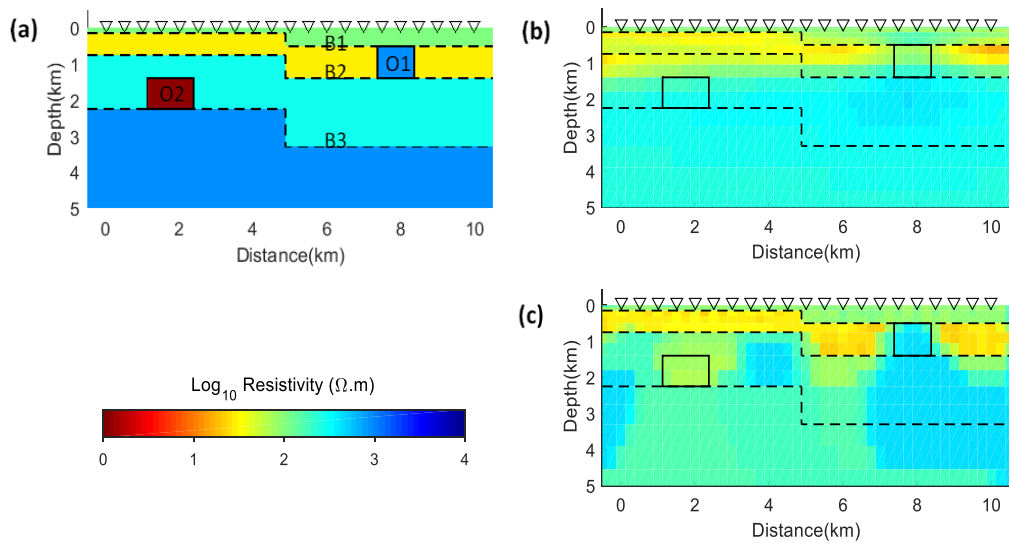 (a)
0
1
2
3
4
5
Depth(km)
B1
B2
B3
O1
O2
0 2 4 6 8 10
Distance(km)
(b)
0
1
2
3
4
5
Depth(km)
0 2 4 6 8 10
Distance(km)
Log10 Resistivity (Ω.m)
0 1 2 3 4
(c)
0
1
2
3
4
5
Depth(km)
0 2 4 6 8 10
Distance(km)